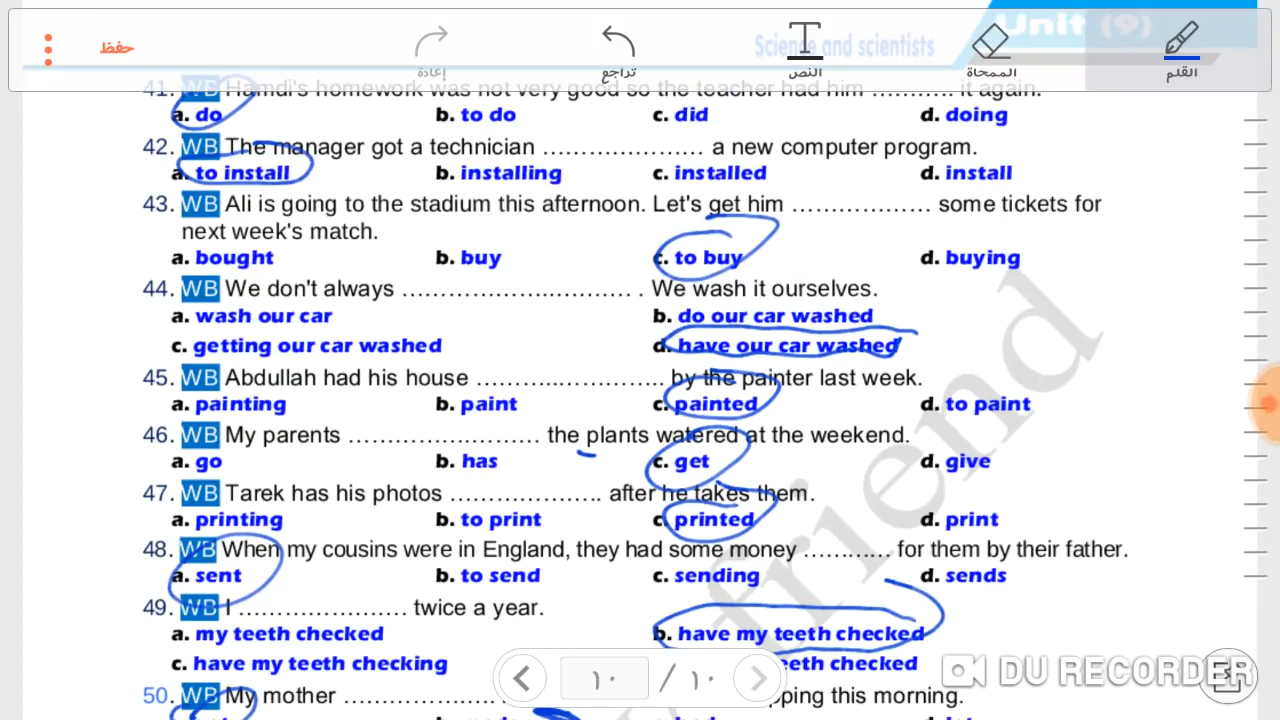 Unit (9)
حفظ
إعادة
تراجع
النص
الممحاة
القلم
Science and scientists
41. WB Hamdi's homework was not very good so the teacher had him ........... it again.
a. do b. to do c. did d. doing
42. WB The manager got a technician ...................... a new computer program.
a. to install b. installing c. installed d. install
43. WB Ali is going to the stadium this afternoon. Let's get him ................... some tickets for
next week's match.
a. bought b. buy c. to buy d. buying
44. WB We don't always ............................... . We wash it ourselves.
a. wash our car b. do our car washed
c. getting our car washed d. have our car washed
45. WB Abdullah had his house ......................... by the painter last week.
a. painting b. paint c. painted d. to paint
46. WB My parents ......................... the plants watered at the weekend.
a. go b. has c. get d. give
47. WB Tarek has his photos .................... after he takes them.
a. printing b. to print c. printed d. print
48. WB When my cousins were in England, they had some money ............ for them by their father.
a. sent b. to send c. sending d. sends
49. WB I ...................... twice a year.
a. my teeth checked b. have my teeth checked
c. have my teeth checking eeth checked
١٠ / ١٠
DU RECORDER
50. WB My mother .................... pping this morning.
friend